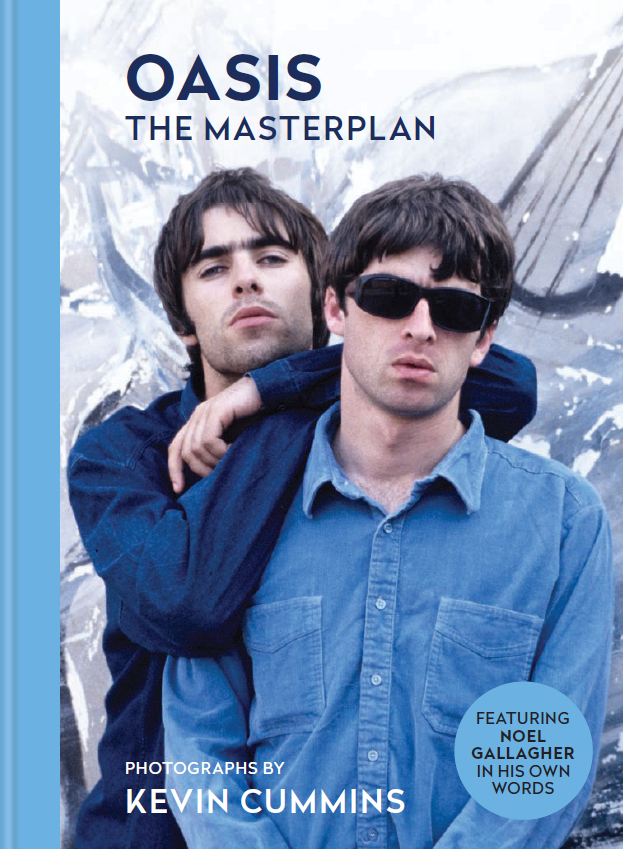 OASIS
THE MASTERPLAN
PHOTOGRAPHS BY
KEVIN CUMMINS
FEATURING
NOEL
GALLAGHER
IN HIS OWN
WORDS